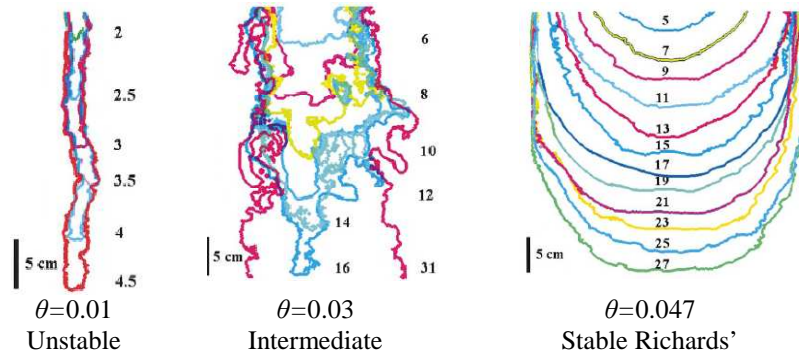 2
2.5
3
3.5
4
4.5
5 cm
θ=0.01
Unstable
6
8
10
12
14
16
31
5 cm
θ=0.03
Intermediate
5
7
9
11
13
15
17
19
21
23
25
27
5 cm
θ=0.047
Stable Richards’